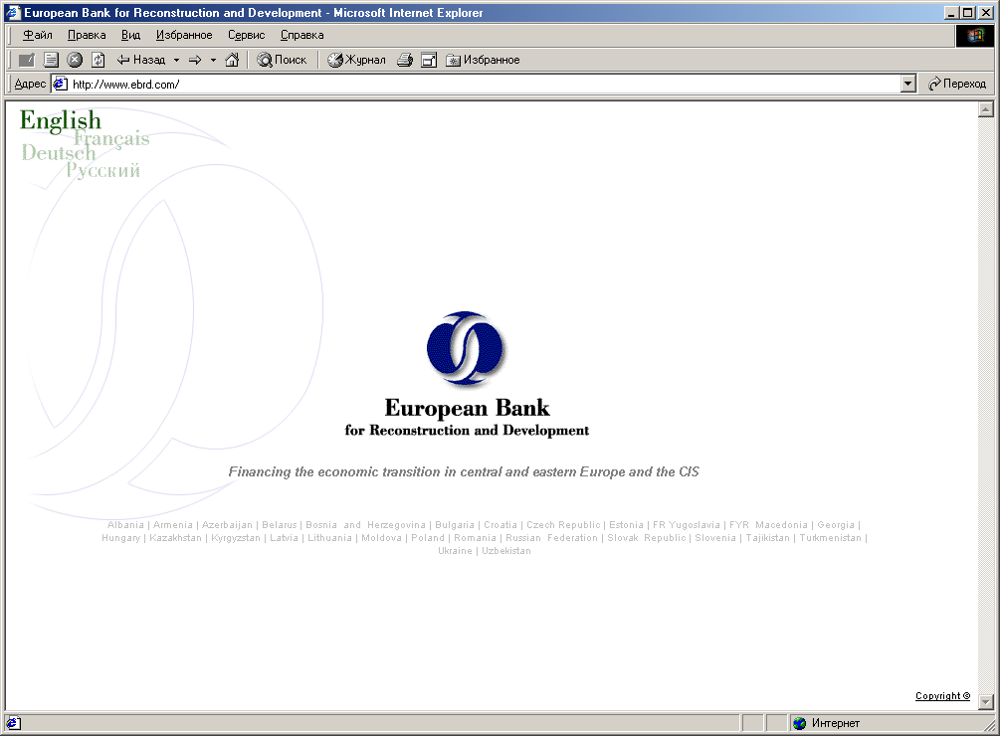 European Bank for Reconstruction and Development - Microsoft Internet Explorer
Файл Правка Вид Избранное Сервис Справка
Назад Поиск Журнал Избранное
Адрес http://www.ebrd.com/ Переход
English
Français
Deutsch
Русский
European Bank
for Reconstruction and Development
Financing the economic transition in central and eastern Europe and the CIS
Albania | Armenia | Azerbaijan | Belarus | Bosnia and Herzegovina | Bulgaria | Croatia | Czech Republic | Estonia | FR Yugoslavia | FYR Macedonia | Georgia |
Hungary | Kazakhstan | Kyrgyzstan | Latvia | Lithuania | Moldova | Poland | Romania | Russian Federation | Slovak Republic | Slovenia | Tajikistan | Turkmenistan |
Ukraine | Uzbekistan
Copyright ©
Интернет